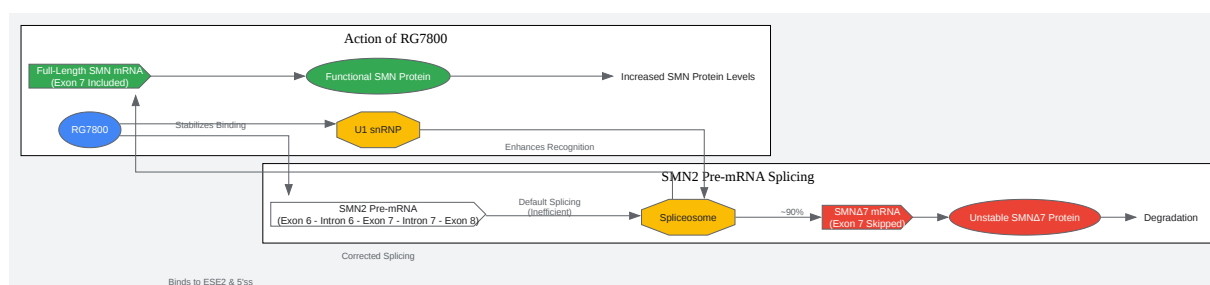 Action of RG7800
Full-Length SMN mRNA
(Exon 7 Included)
Functional SMN Protein
Increased SMN Protein Levels
RG7800
Stabilizes Binding
U1 snRNP
Enhances Recognition
SMN2 Pre-mRNA Splicing
SMN2 Pre-mRNA
(Exon 6 - Intron 6 - Exon 7 - Intron 7 - Exon 8)
Default Splicing
(Inefficient)
Spliceosome
~90%
SMNΔ7 mRNA
(Exon 7 Skipped)
Unstable SMNΔ7 Protein
Degradation
Corrected Splicing
Binds to ESE2 & 5'ss